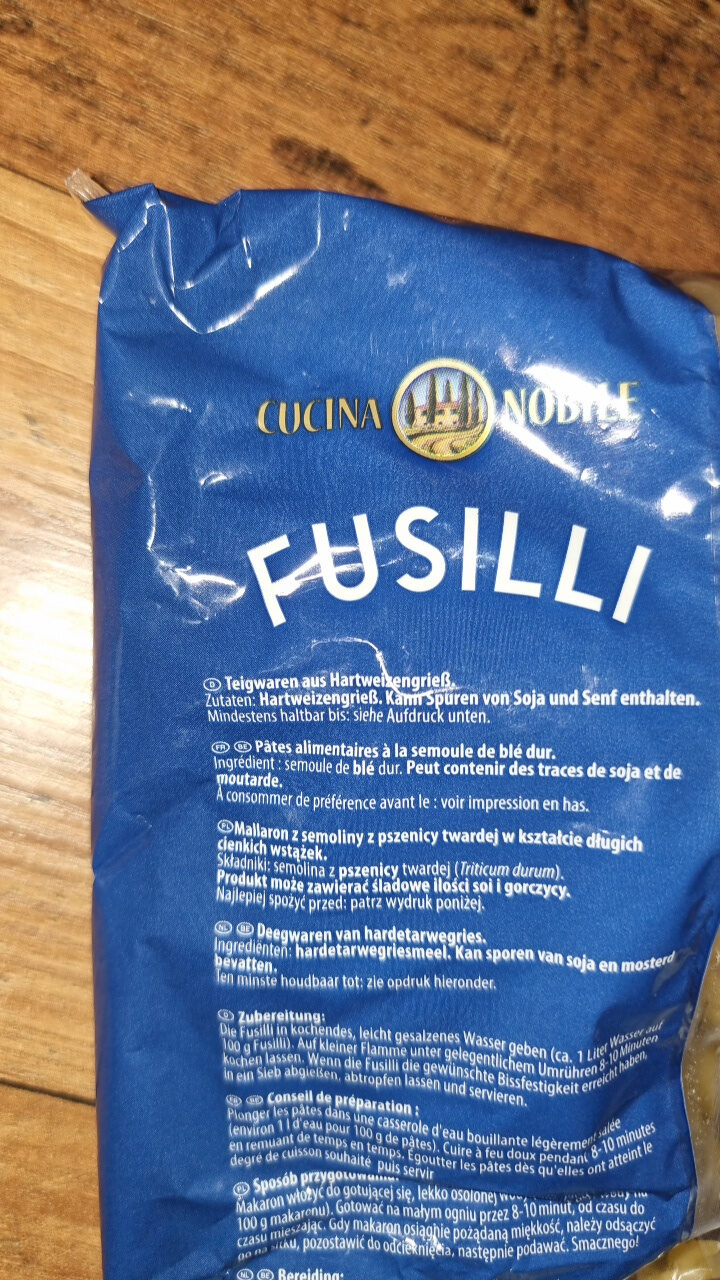 CUCINA NOBILE
FUSILLI
D Teigwaren aus Hartweizengrieß.
Zutaten: Hartweizengrieß. Kann Spuren von Soja und Senf enthalten.
Mindestens haltbar bis: siehe Aufdruck unten.
FR BE Pâtes alimentaires à la semoule de blé dur.
Ingrédient : semoule de blé dur. Peut contenir des traces de soja et de
moutarde.
À consommer de préférence avant le : voir impression en has.
PL Mallaron z semoliny z pszenicy twardej w kształcie długich
cienkich wstążek.
Składniki: semolina z pszenicy twardej (Triticum durum).
Produkt może zawierać śladowe ilości soi i gorczycy.
Najlepiej spożyć przed: patrz wydruk poniżej.
NL BE Deegwaren van hardetarwegries.
Ingrediënten: hardetarwegriesmeel. Kan sporen van soja en mosterd
bevatten.
Ten minste houdbaar tot: zie opdruk hieronder.
D Zubereitung:
Die Fusilli in kochendes, leicht gesalzenes Wasser geben (ca. 1 Liter Wasser auf
100 g Fusilli). Auf kleiner Flamme unter gelegentlichem Umrühren 8-10 Minuten
kochen lassen. Wenn die Fusilli die gewünschte Bissfestigkeit erreicht haben,
in ein Sieb abgießen, abtropfen lassen und servieren.
FR BE Conseil de préparation :
Plonger les pâtes dans une casserole d'eau bouillante légèrement salée
(environ 1 l d'eau pour 100 g de pâtes). Cuire à feu doux pendant 8-10 minutes
en remuant de temps en temps. Égoutter les pâtes dès qu'elles ont atteint le
degré de cuisson souhaité puis servir
PL Sposób
Makaron włożyć do gotującej się, lekko osolonej
100 g makaronu). Gotować na małym ogniu przez 8-10 minut, od czasu do
czasu mieszając. Gdy makaron osiągnie pożądaną miękkość, należy odsączyć
pozostawić do odcieknięcia, następnie podawać. Smacznego!
NL BE Bereiding: